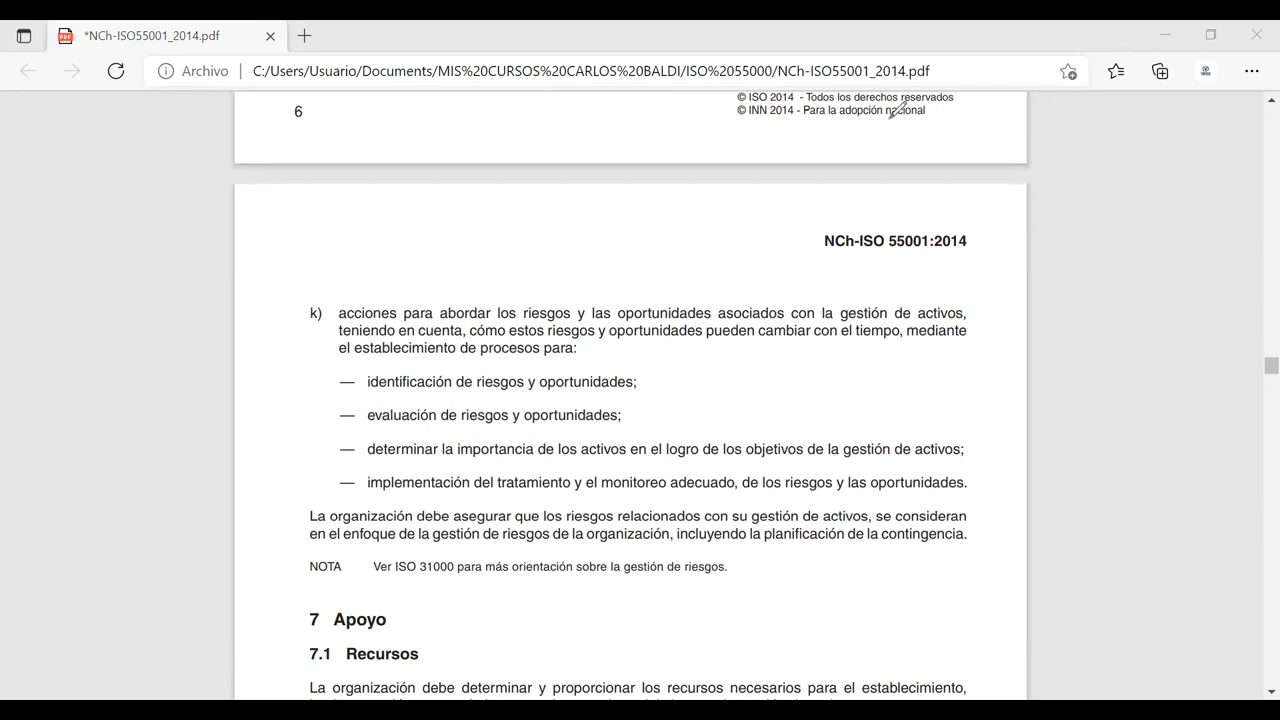 *NCh-ISO55001_2014.pdf
Archivo
C:/Users/Usuario/Documents/MIS%20CURSOS%20CARLOS%20BALDI/ISO%2055000/NCh-ISO55001_2014.pdf
© ISO 2014 - Todos los derechos reservados
6
© INN 2014 - Para la adopción nacional
NCh-ISO 55001:2014
k) acciones para abordar los riesgos y las oportunidades asociados con la gestión de activos,
teniendo en cuenta, cómo estos riesgos y oportunidades pueden cambiar con el tiempo, mediante
el establecimiento de procesos para:
— identificación de riesgos y oportunidades;
— evaluación de riesgos y oportunidades;
— determinar la importancia de los activos en el logro de los objetivos de la gestión de activos;
— implementación del tratamiento y el monitoreo adecuado, de los riesgos y las oportunidades.
La organización debe asegurar que los riesgos relacionados con su gestión de activos, se consideran
en el enfoque de la gestión de riesgos de la organización, incluyendo la planificación de la contingencia.
NOTA Ver ISO 31000 para más orientación sobre la gestión de riesgos.
7 Apoyo
7.1 Recursos
La organización debe determinar y proporcionar los recursos necesarios para el establecimiento,